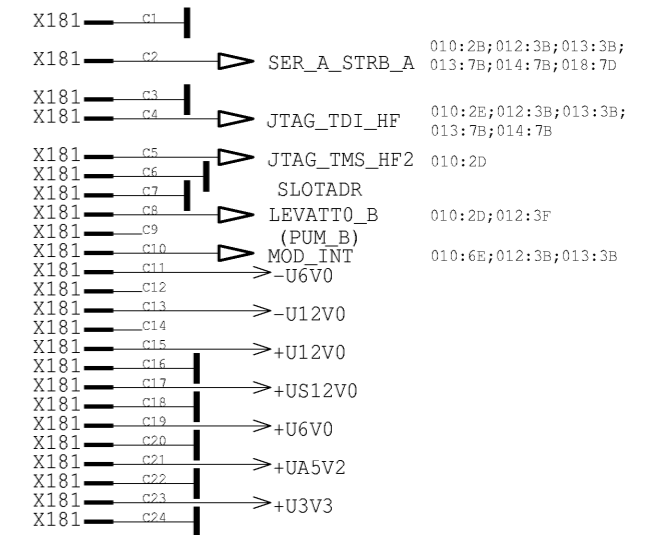 X181 C1
X181 C2 SER_A_STRB_A 010:2B;012:3B;013:3B;
013:7B;014:7B;018:7D
X181 C3
X181 C4 JTAG_TDI_HF 010:2E;012:3B;013:3B;
013:7B;014:7B
X181 C5 JTAG_TMS_HF2 010:2D
X181 C6
X181 C7 SLOTADR
X181 C8 LEVATT0_B 010:2D;012:3F
X181 C9 (PUM_B)
X181 C10 MOD_INT 010:6E;012:3B;013:3B
X181 C11 -U6V0
X181 C12
X181 C13 -U12V0
X181 C14
X181 C15 +U12V0
X181 C16
X181 C17 +US12V0
X181 C18
X181 C19 +U6V0
X181 C20
X181 C21 +UA5V2
X181 C22
X181 C23 +U3V3
X181 C24